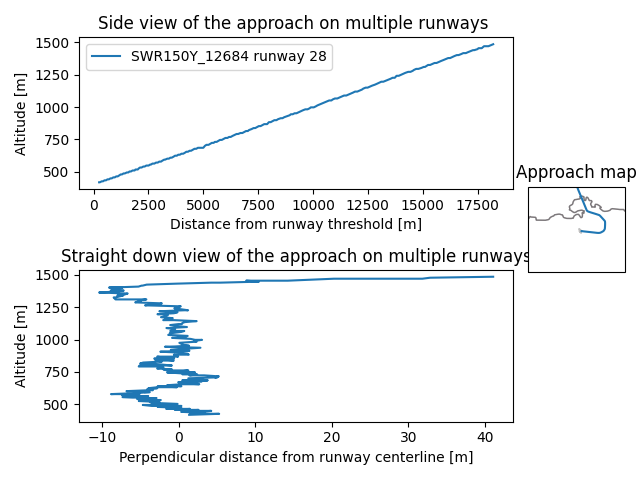 Side view of the approach on multiple runways
1500
1250
1000
750
500
Altitude [m]
SWR150Y_12684 runway 28
0 2500 5000 7500 10000 12500 15000 17500
Distance from runway threshold [m]
Approach map
Straight down view of the approach on multiple runways
1500
1250
1000
750
500
Altitude [m]
−10 0 10 20 30 40
Perpendicular distance from runway centerline [m]